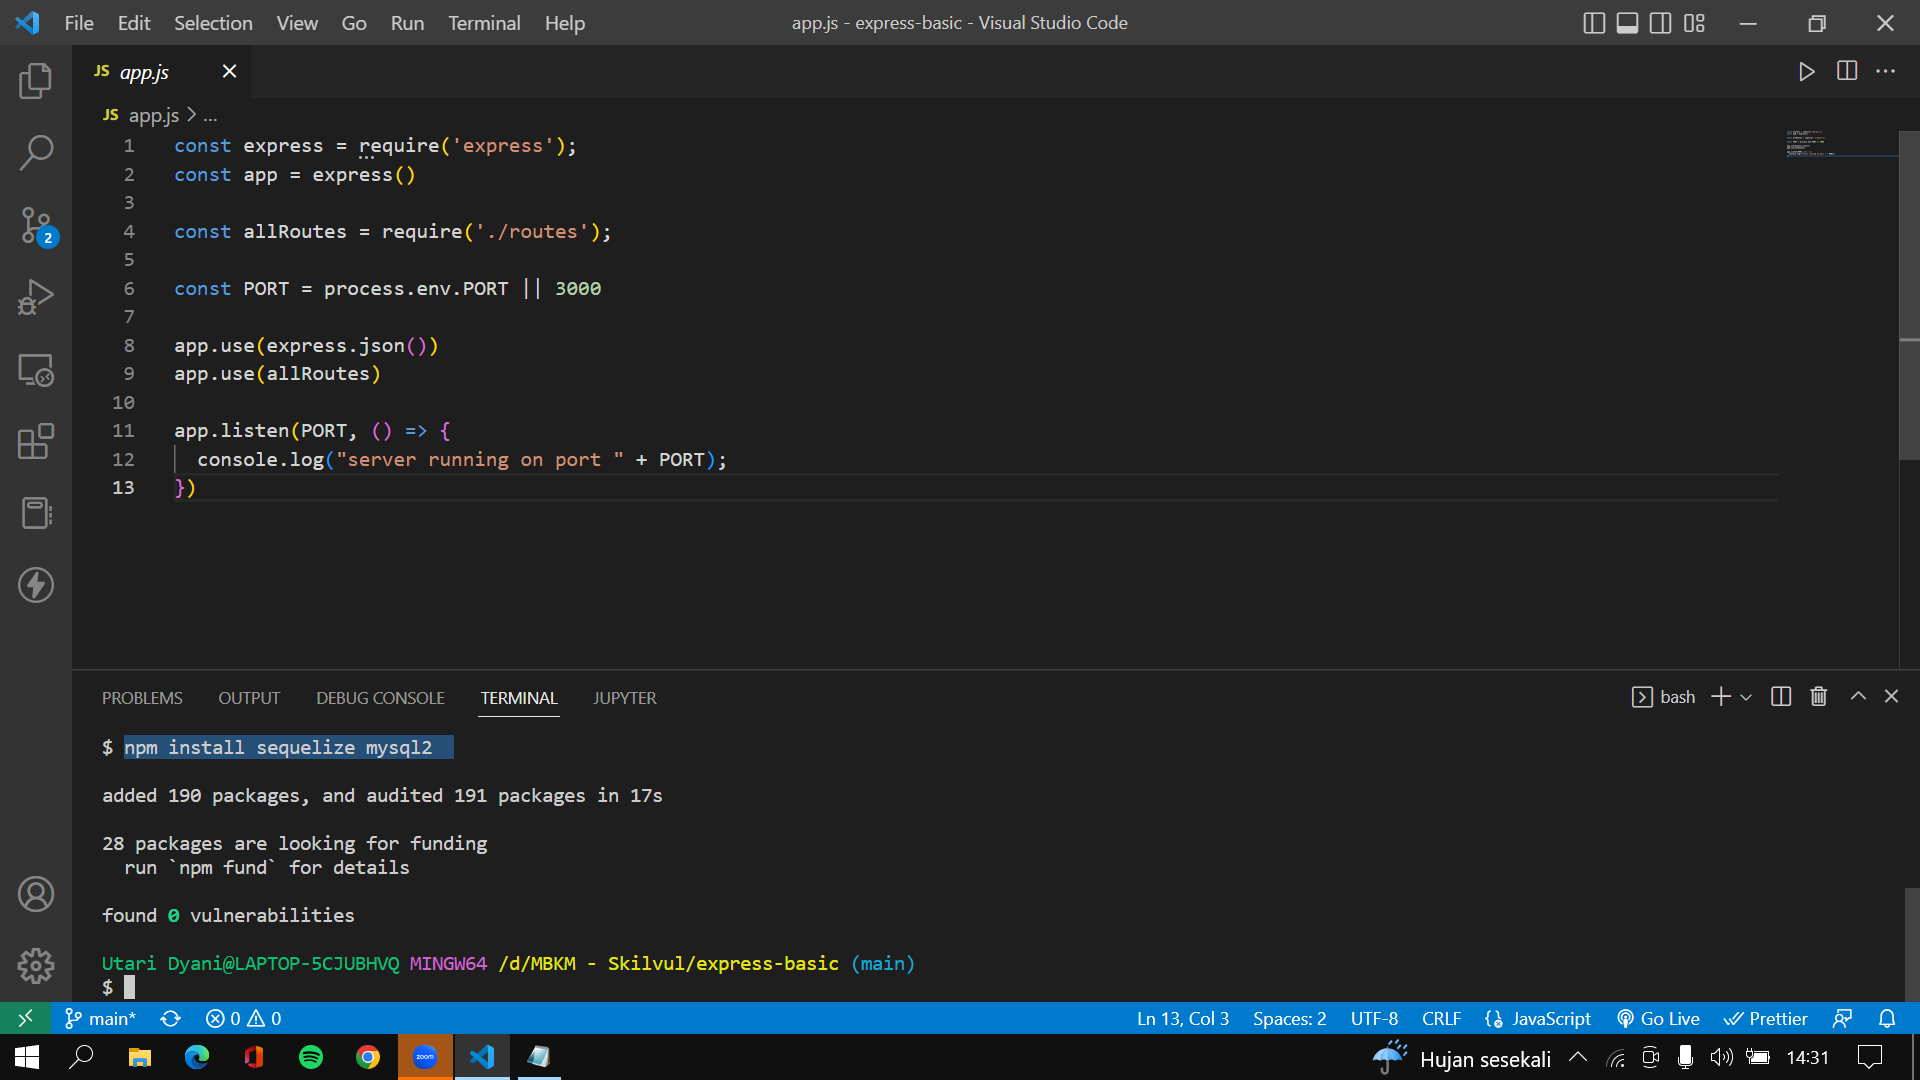 File Edit Selection View Go Run Terminal Help
app.js - express-basic - Visual Studio Code
JS app.js
JS app.js > ...
1 const express = require('express');
2 const app = express()
3
4 const allRoutes = require('./routes');
5
6 const PORT = process.env.PORT || 3000
7
8 app.use(express.json())
9 app.use(allRoutes)
10
11 app.listen(PORT, () => {
12 console.log("server running on port " + PORT);
13 })
2
PROBLEMS OUTPUT DEBUG CONSOLE TERMINAL JUPYTER
bash
$ npm install sequelize mysql2
added 190 packages, and audited 191 packages in 17s
28 packages are looking for funding
run `npm fund` for details
found 0 vulnerabilities
Utari Dyani@LAPTOP-5CJUBHVQ MINGW64 /d/MBKM - Skilvul/express-basic (main)
$
main* 0 0 Ln 13, Col 3 Spaces: 2 UTF-8 CRLF JavaScript Go Live Prettier
zoom Hujan sesekali 14:31